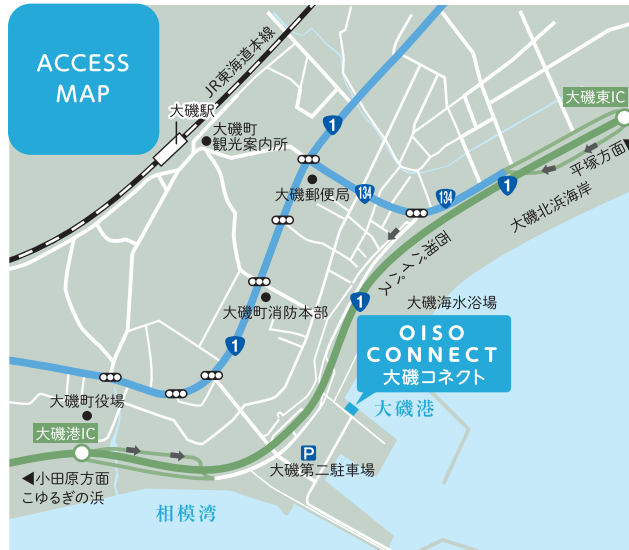 ACCESS
MAP
JR東海道本線
大磯駅
大磯町
観光案内所
1
大磯東IC
平塚方面▶
大磯郵便局
134
134
1
大磯北浜海岸
西湘バイパス
大磯町消防本部
1
1
大磯海水浴場
OISO
CONNECT
大磯コネクト
大磯港
大磯町役場
大磯港IC
P
大磯第二駐車場
◀小田原方面
こゆるぎの浜
相模湾